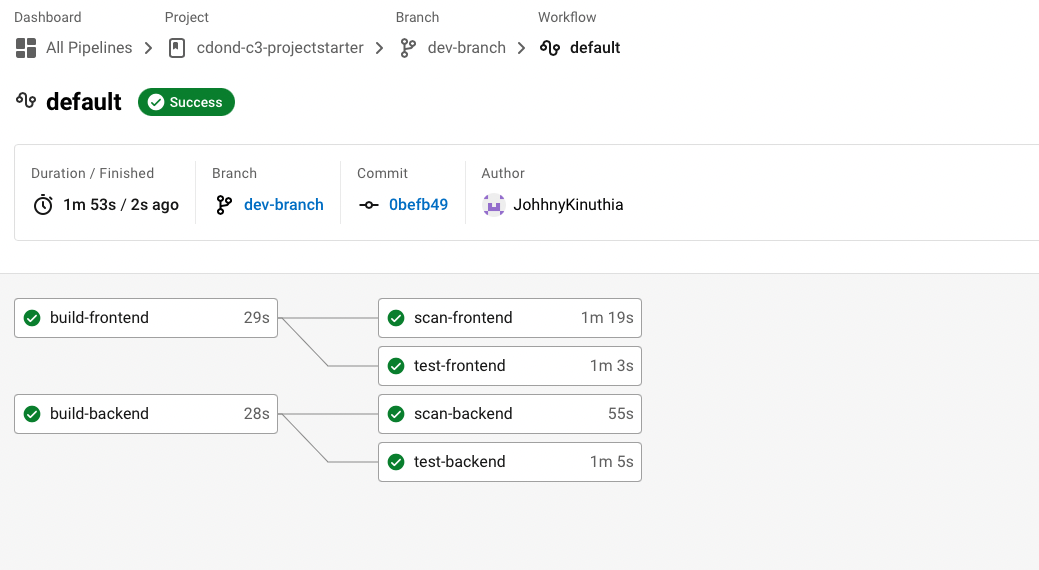 Dashboard Project Branch Workflow
All Pipelines cdond-c3-projectstarter dev-branch default
default Success
Duration / Finished Branch Commit Author
1m 53s / 2s ago dev-branch 0befb49 JohhnyKinuthia
build-frontend 29s scan-frontend 1m 19s
test-frontend 1m 3s
build-backend 28s scan-backend 55s
test-backend 1m 5s